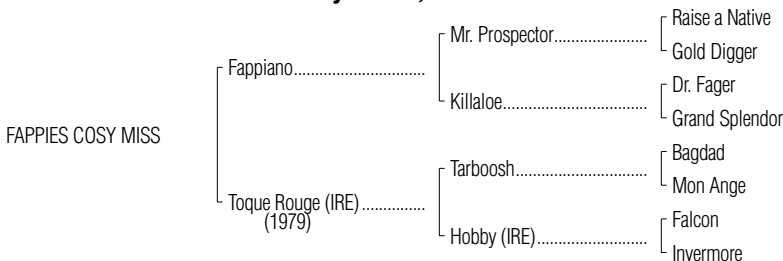 Raise a Native
Mr. Prospector
Gold Digger
Fappiano
Dr. Fager
Killaloe
Grand Splendor
FAPPIES COSY MISS
Bagdad
Tarboosh
Mon Ange
Toque Rouge (IRE)
(1979)
Falcon
Hobby (IRE)
Invermore